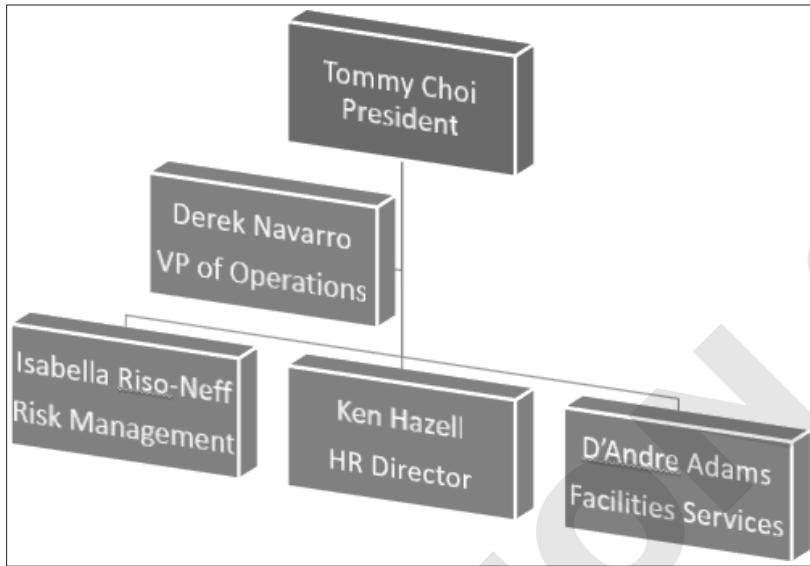 Tommy Choi
President
Derek Navarro
VP of Operations
Isabella Riso-Neff
Risk Management
Ken Hazell
HR Director
D'Andre Adams
Facilities Services